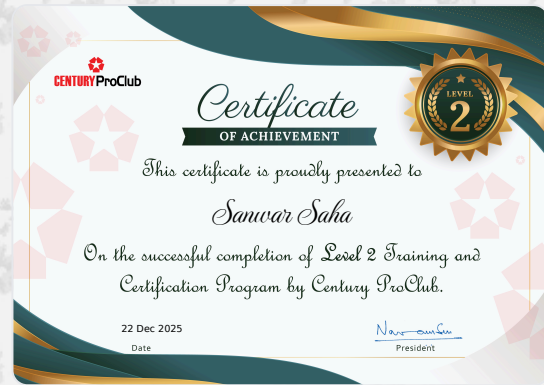 CENTURY ProClub
LEVEL
2
Certificate
OF ACHIEVEMENT
This certificate is proudly presented to
Sanwar Saha
On the successful completion of Level 2 Training and
Certification Program by Century ProClub.
22 Dec 2025
Date
President